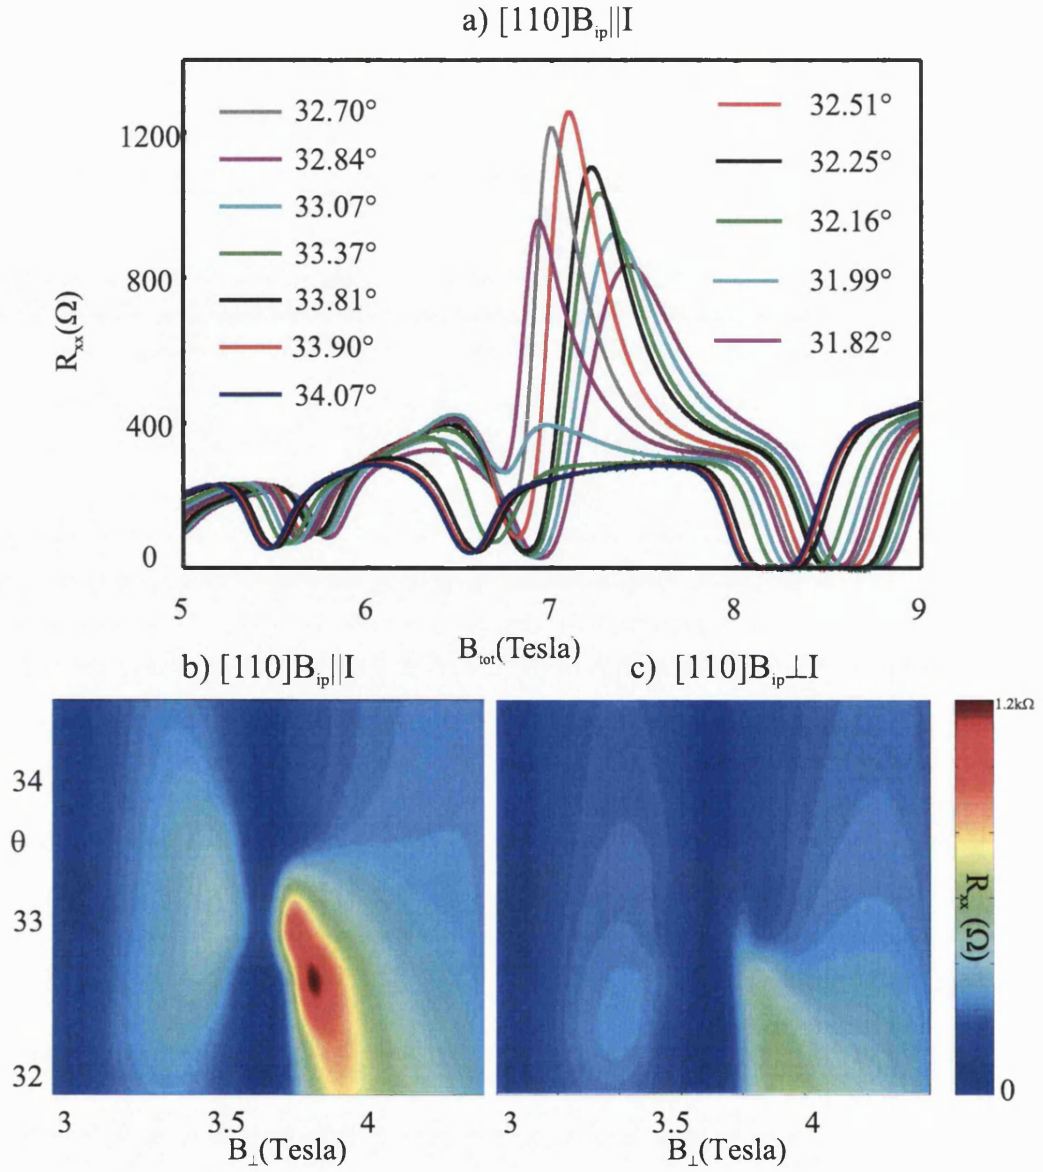 a) [110]B_ip||I
R_xx(Ω)
1200
800
400
0
32.70°
32.84°
33.07°
33.37°
33.81°
33.90°
34.07°
32.51°
32.25°
32.16°
31.99°
31.82°
5 6 7 8 9
B_tot(Tesla)
b) [110]B_ip||I
c) [110]B_ip⊥I
34
θ
33
32
3 3.5 4
B_⊥(Tesla)
3 3.5 4
B_⊥(Tesla)
1.2kΩ
R_xx (Ω)
0